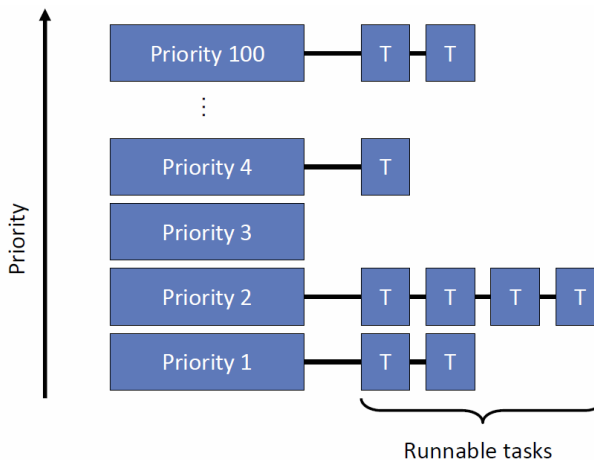 Priority 100 T T
⋮
Priority 4 T
Priority 3
Priority 2 T T T T
Priority 1 T T
Priority
Runnable tasks